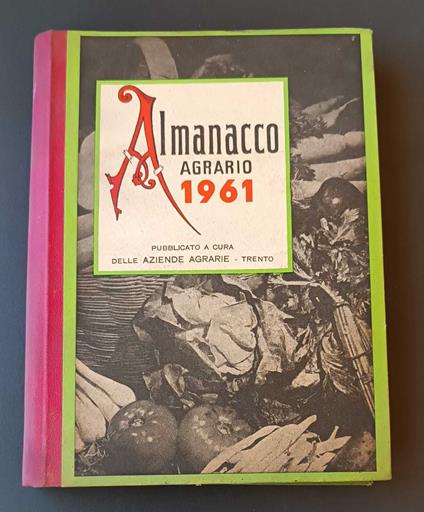 Almanacco
AGRARIO
1961
PUBBLICATO A CURA
DELLE AZIENDE AGRARIE - TRENTO